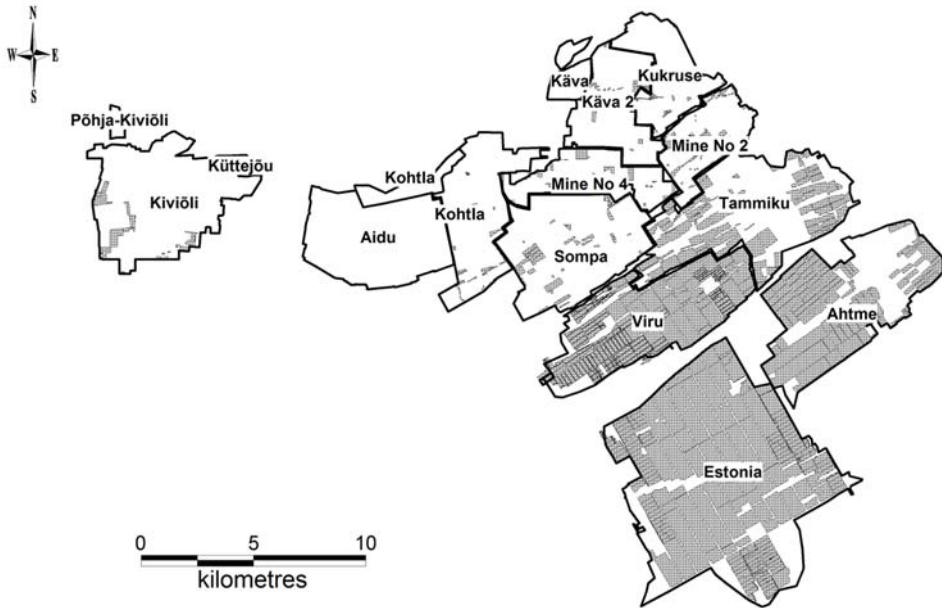 N
W E
S
Käva
Kukruse
Käva 2
Põhja-Kiviõli
Küttejõu
Mine No 2
Kohtla
Mine No 4
Kiviõli
Kohtla
Tammiku
Aidu
Sompa
Viru
Ahtme
Estonia
0 5 10
kilometres